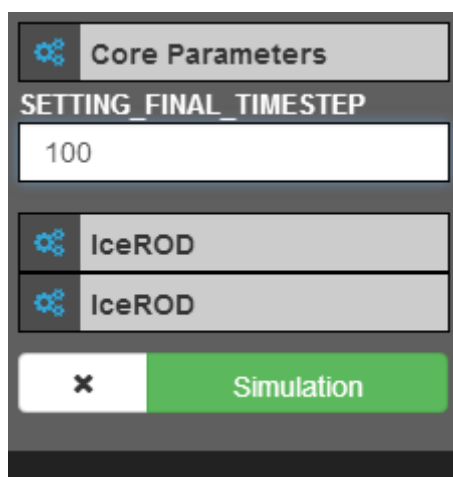 Core Parameters
SETTING_FINAL_TIMESTEP
100
IceROD
IceROD
Simulation